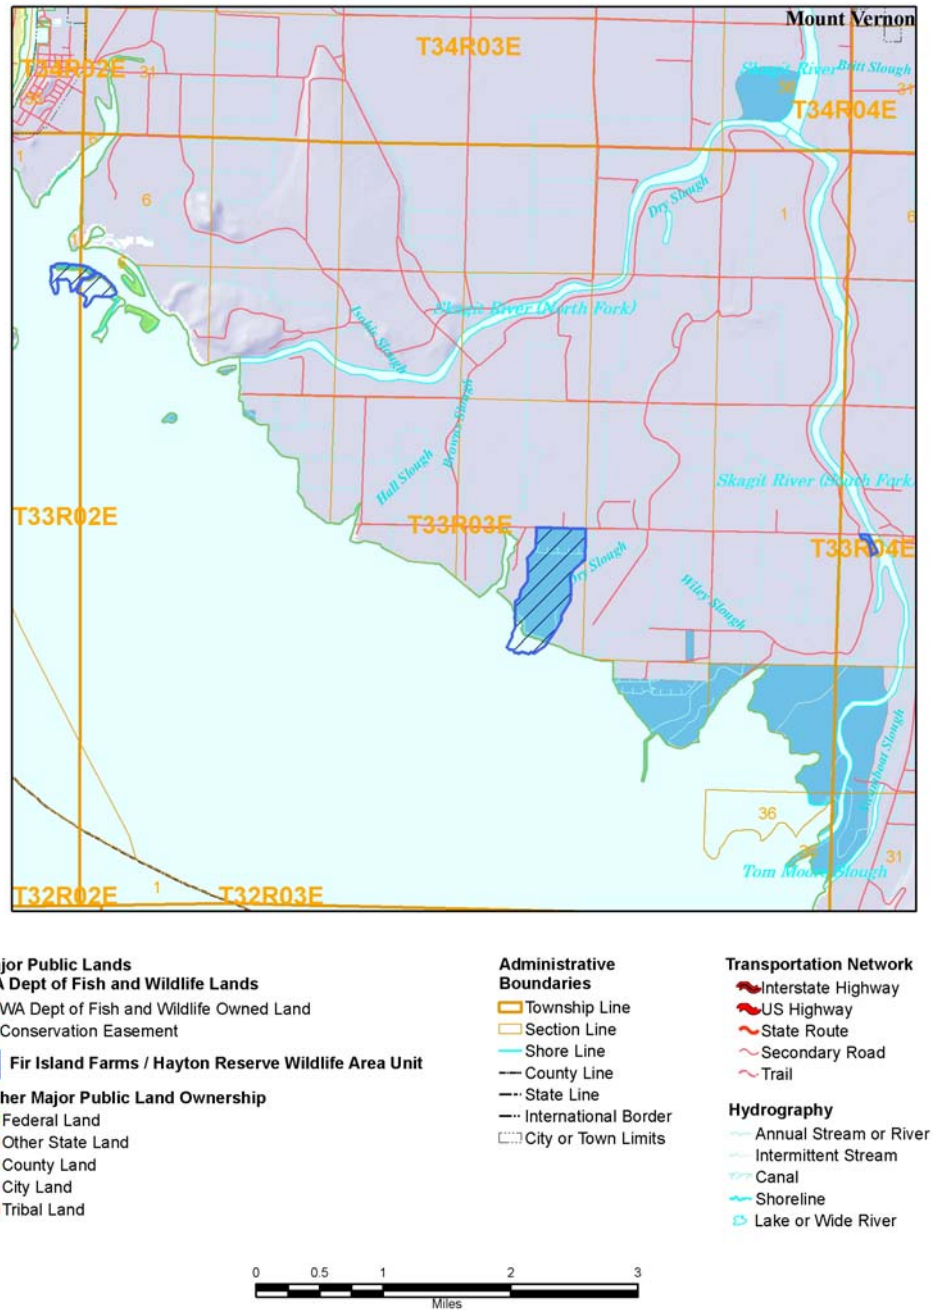 Mount Vernon
T34R03E
T34R02E
31
Skagit River
Britt Slough
36
36
31
T34R04E
1
6
6
Dry Slough
1
6
1
Skagit River (North Fork)
Isohis Slough
Browns Slough
Hall Slough
Skagit River (South Fork)
T33R02E
T33R03E
T33R04E
Dry Slough
Wiley Slough
Steamboat Slough
36
36
31
Tom Moore Slough
T32R02E
1
T32R03E
jor Public Lands
A Dept of Fish and Wildlife Lands
WA Dept of Fish and Wildlife Owned Land
Conservation Easement
Fir Island Farms / Hayton Reserve Wildlife Area Unit
her Major Public Land Ownership
Federal Land
Other State Land
County Land
City Land
Tribal Land
Administrative
Boundaries
Township Line
Section Line
Shore Line
County Line
State Line
International Border
City or Town Limits
Transportation Network
Interstate Highway
US Highway
State Route
Secondary Road
Trail
Hydrography
Annual Stream or River
Intermittent Stream
Canal
Shoreline
Lake or Wide River
0 0.5 1 2 3
Miles